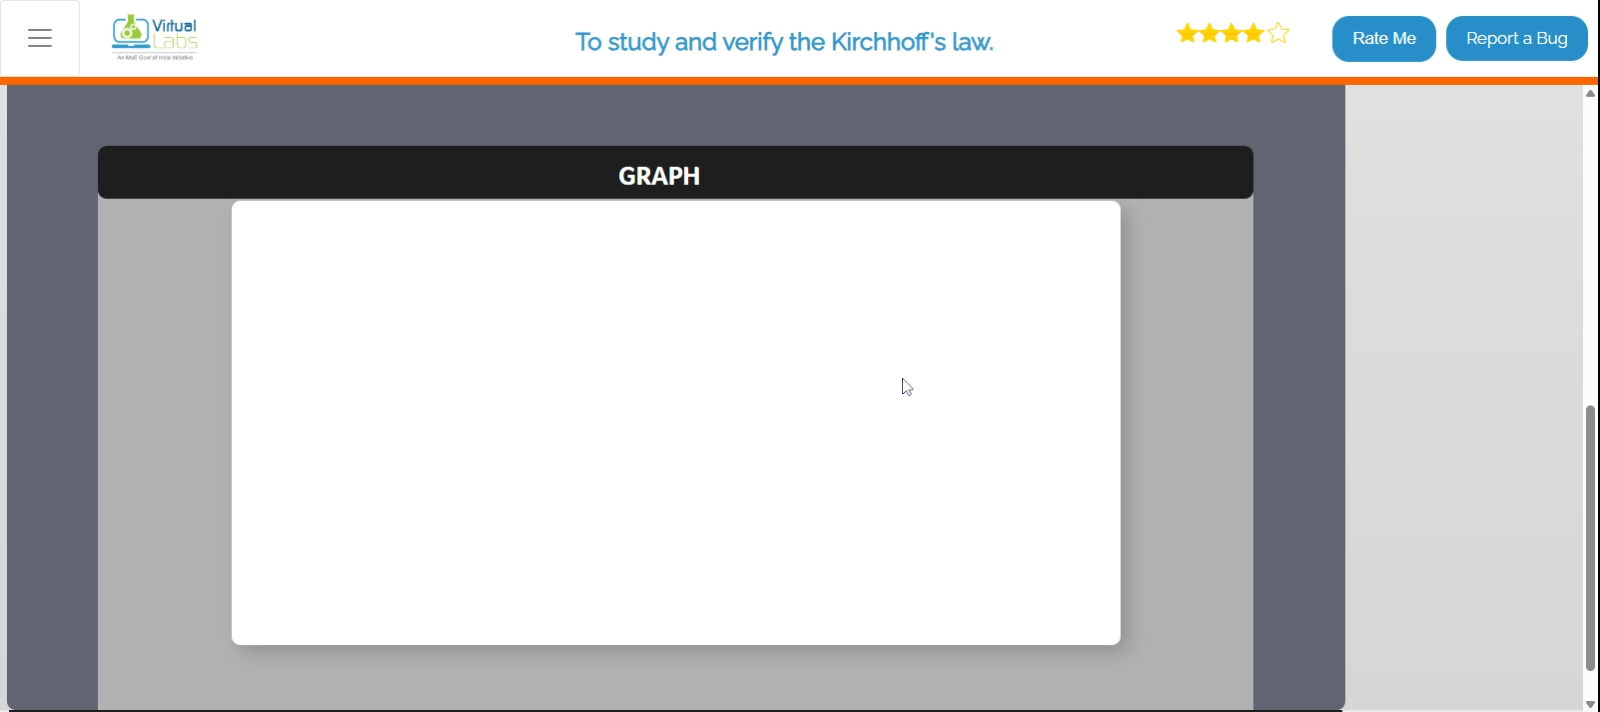 Virtual
Labs
An MoE Govt of India Initiative
To study and verify the Kirchhoff's law.
Rate Me
Report a Bug
GRAPH